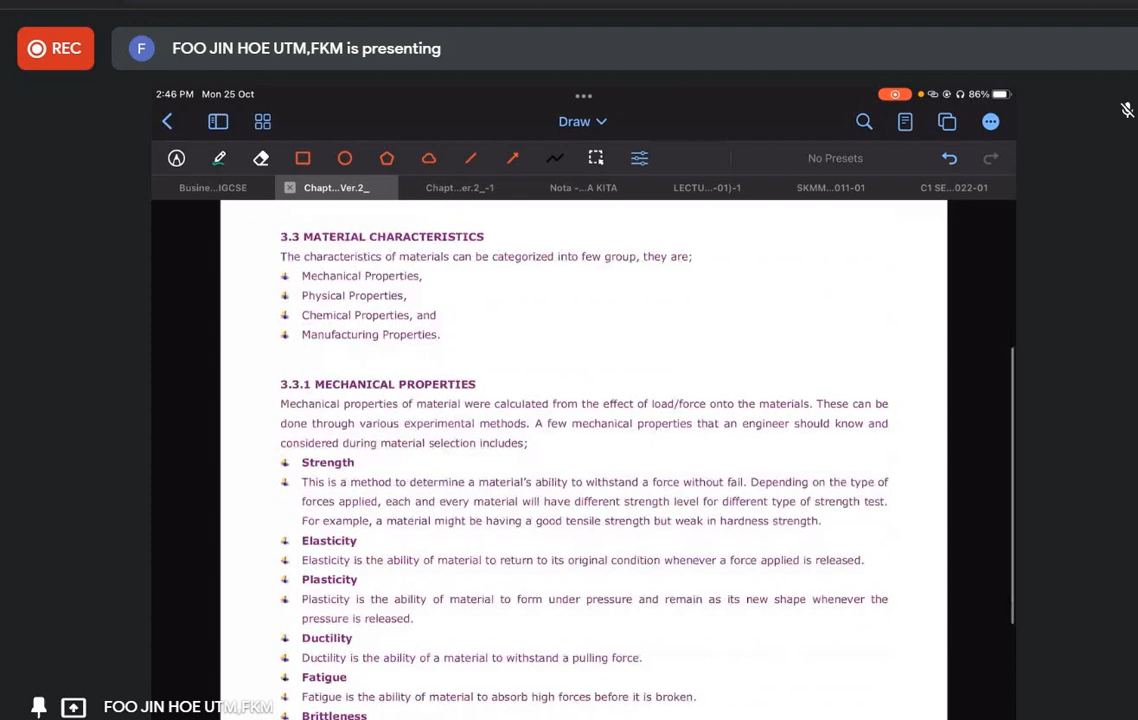 REC
F
FOO JIN HOE UTM,FKM is presenting
2:46 PM Mon 25 Oct
86%
Draw
No Presets
Busine...IGCSE
Chapt...Ver.2_
Chapt...er.2_-1
Nota -...A KITA
LECTU...-01)-1
SKMM...011-01
C1 SE...022-01
3.3 MATERIAL CHARACTERISTICS
The characteristics of materials can be categorized into few group, they are;
Mechanical Properties,
Physical Properties,
Chemical Properties, and
Manufacturing Properties.
3.3.1 MECHANICAL PROPERTIES
Mechanical properties of material were calculated from the effect of load/force onto the materials. These can be
done through various experimental methods. A few mechanical properties that an engineer should know and
considered during material selection includes;
Strength
This is a method to determine a material's ability to withstand a force without fail. Depending on the type of
forces applied, each and every material will have different strength level for different type of strength test.
For example, a material might be having a good tensile strength but weak in hardness strength.
Elasticity
Elasticity is the ability of material to return to its original condition whenever a force applied is released.
Plasticity
Plasticity is the ability of material to form under pressure and remain as its new shape whenever the
pressure is released.
Ductility
Ductility is the ability of a material to withstand a pulling force.
Fatigue
Fatigue is the ability of material to absorb high forces before it is broken.
Brittleness
FOO JIN HOE UTM,FKM